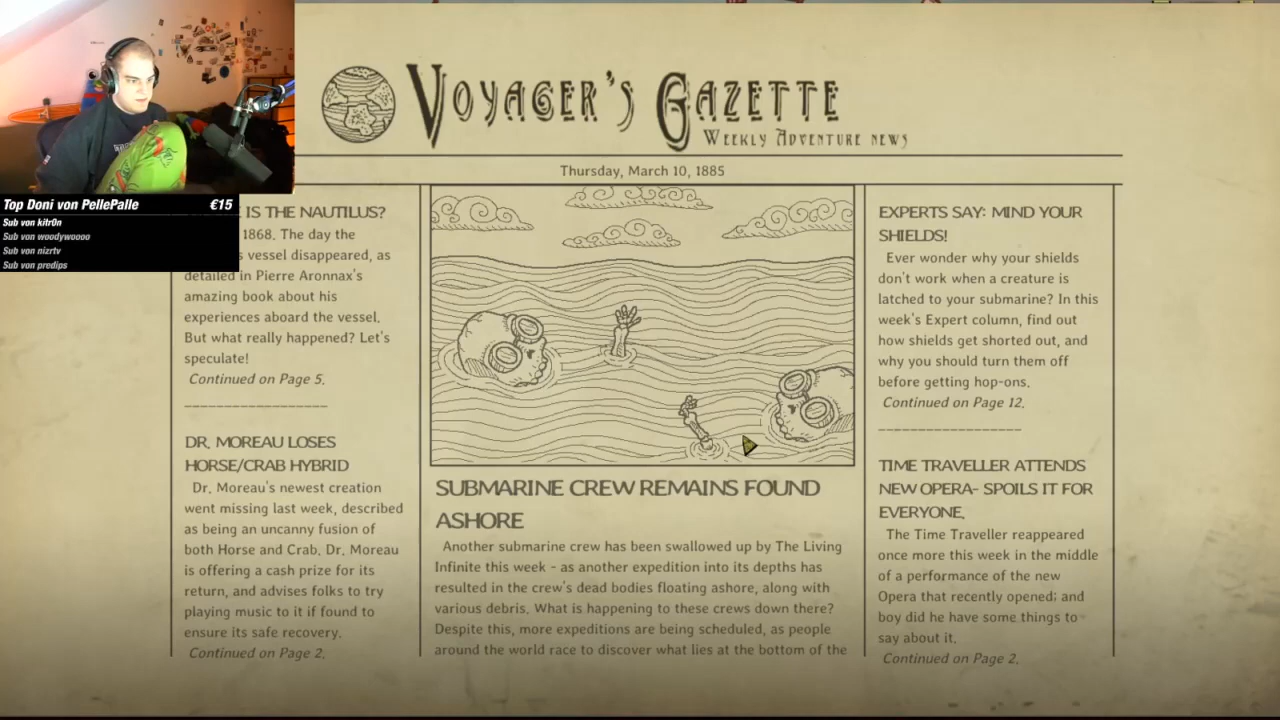 VOYAGER'S GAZETTE
WEEKLY ADVENTURE NEWS
Thursday, March 10, 1885
Top Doni von PellePalle €15
Sub von kitr0n
Sub von woodywoooo
Sub von nizrtv
Sub von predips
IS THE NAUTILUS?
1868. The day the
vessel disappeared, as
detailed in Pierre Aronnax's
amazing book about his
experiences aboard the vessel.
But what really happened? Let's
speculate!
Continued on Page 5.
------------------
DR. MOREAU LOSES
HORSE/CRAB HYBRID
Dr. Moreau's newest creation
went missing last week, described
as being an uncanny fusion of
both Horse and Crab. Dr. Moreau
is offering a cash prize for its
return, and advises folks to try
playing music to it if found to
ensure its safe recovery.
Continued on Page 2.
SUBMARINE CREW REMAINS FOUND
ASHORE
Another submarine crew has been swallowed up by The Living
Infinite this week - as another expedition into its depths has
resulted in the crew's dead bodies floating ashore, along with
various debris. What is happening to these crews down there?
Despite this, more expeditions are being scheduled, as people
around the world race to discover what lies at the bottom of the
EXPERTS SAY: MIND YOUR
SHIELDS!
Ever wonder why your shields
don't work when a creature is
latched to your submarine? In this
week's Expert column, find out
how shields get shorted out, and
why you should turn them off
before getting hop-ons.
Continued on Page 12.
------------------
TIME TRAVELLER ATTENDS
NEW OPERA- SPOILS IT FOR
EVERYONE.
The Time Traveller reappeared
once more this week in the middle
of a performance of the new
Opera that recently opened; and
boy did he have some things to
say about it.
Continued on Page 2.